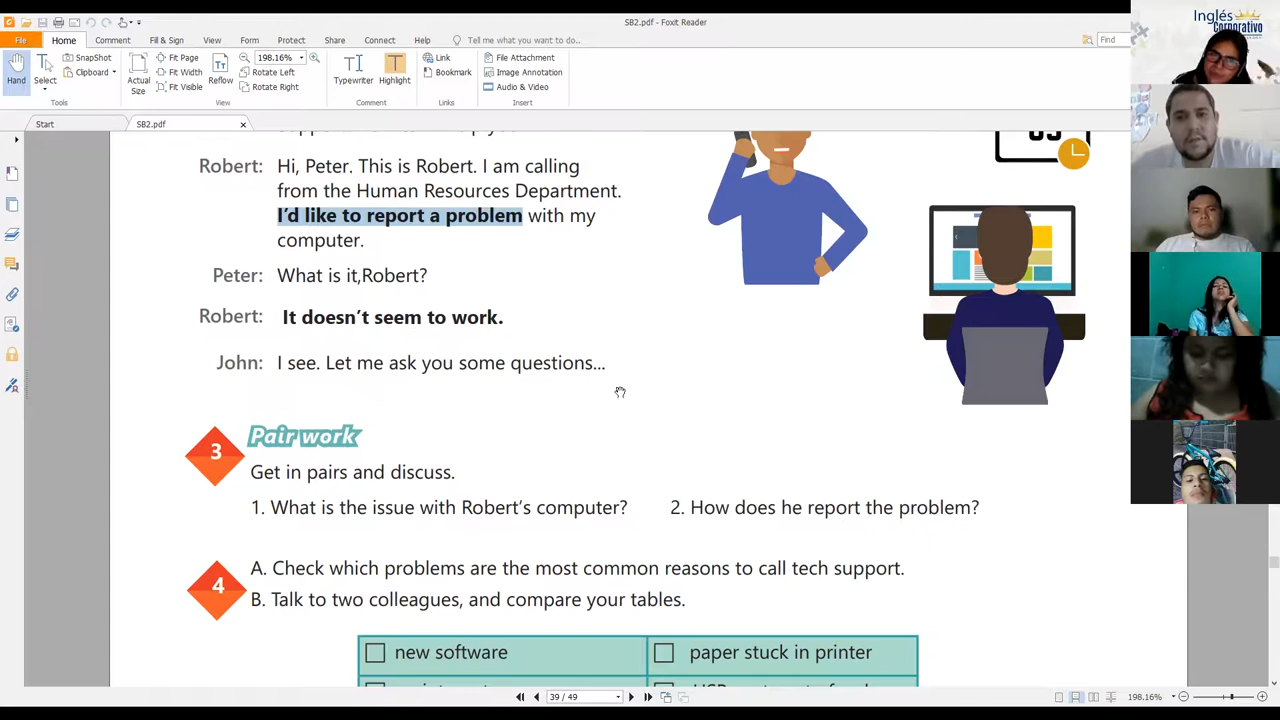 SB2.pdf - Foxit Reader
File Home Comment Fill & Sign View Form Protect Share Connect Help Tell me what you want to do.. Find
SnapShot
Clipboard
Hand Select
Tools
Actual Size
Fit Page
Fit Width
Fit Visible
Reflow
198.16%
Rotate Left
Rotate Right
View
Typewriter Highlight
Comment
Link
Bookmark
Links
File Attachment
Image Annotation
Audio & Video
Insert
Inglés
Corporativo
Start SB2.pdf
Robert: Hi, Peter. This is Robert. I am calling
from the Human Resources Department.
I'd like to report a problem with my
computer.
Peter: What is it,Robert?
Robert: It doesn't seem to work.
John: I see. Let me ask you some questions...
3 Pair work
Get in pairs and discuss.
1. What is the issue with Robert's computer? 2. How does he report the problem?
4 A. Check which problems are the most common reasons to call tech support.
B. Talk to two colleagues, and compare your tables.
new software paper stuck in printer
39 / 49 198.16%